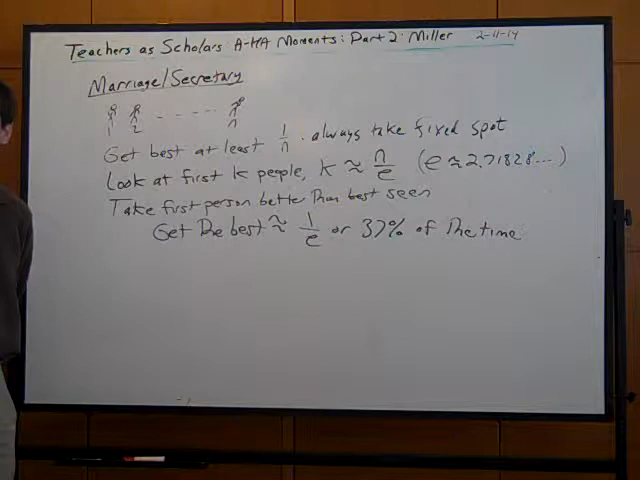 Teachers as Scholars A-HA Moments: Part 2: Miller 2-11-14
Marriage/Secretary
1 2 - - - - ... n
Get best at least 1/n. always take fixed spot
Look at first k people, k ≈ n/e (e ≈ 2.71828...)
Take first person better than best seen
Get the best ≈ 1/e or 37% of the time